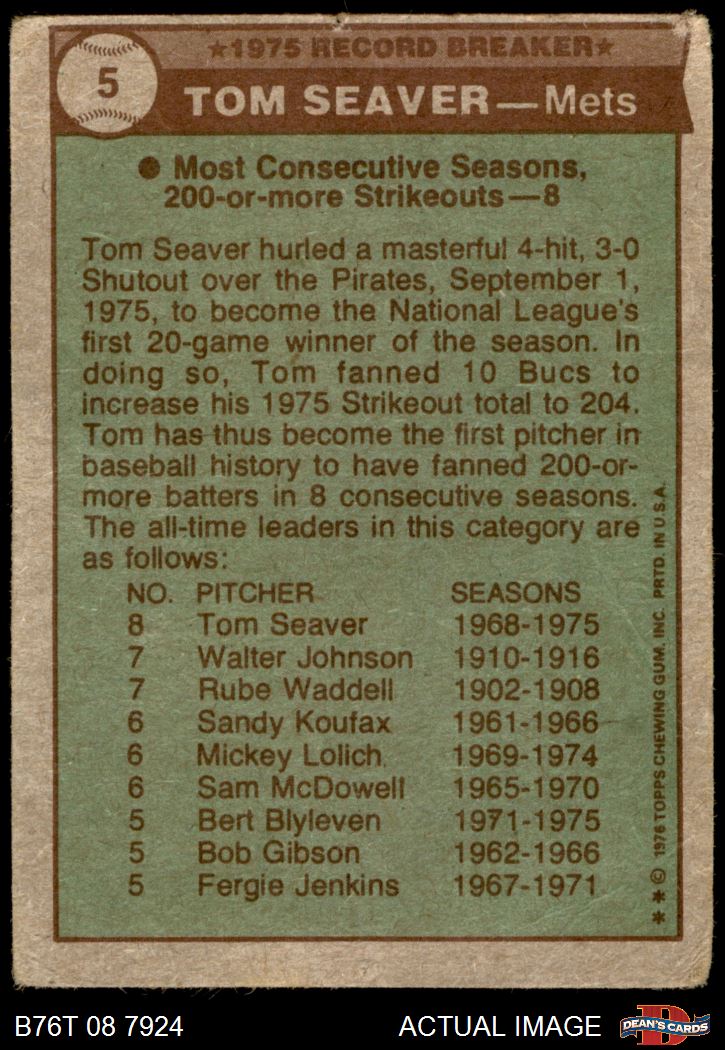 5
★1975 RECORD BREAKER★
TOM SEAVER—Mets
● Most Consecutive Seasons,
200-or-more Strikeouts—8
Tom Seaver hurled a masterful 4-hit, 3-0
Shutout over the Pirates, September 1,
1975, to become the National League's
first 20-game winner of the season. In
doing so, Tom fanned 10 Bucs to
increase his 1975 Strikeout total to 204.
Tom has thus become the first pitcher in
baseball history to have fanned 200-or-
more batters in 8 consecutive seasons.
The all-time leaders in this category are
as follows:
NO. PITCHER SEASONS
8 Tom Seaver 1968-1975
7 Walter Johnson 1910-1916
7 Rube Waddell 1902-1908
6 Sandy Koufax 1961-1966
6 Mickey Lolich 1969-1974
6 Sam McDowell 1965-1970
5 Bert Blyleven 1971-1975
5 Bob Gibson 1962-1966
5 Fergie Jenkins 1967-1971
✶ ✶ © 1976 TOPPS CHEWING GUM, INC. PRTD. IN U.S.A.
B76T 08 7924 ACTUAL IMAGE
D
DEAN'S CARDS